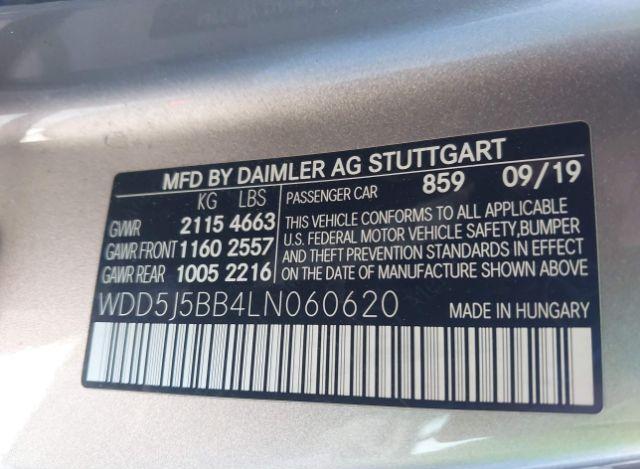 MFD BY DAIMLER AG STUTTGART
KG LBS
GVWR 2115 4663
GAWR FRONT 1160 2557
GAWR REAR 1005 2216
PASSENGER CAR 859 09/19
THIS VEHICLE CONFORMS TO ALL APPLICABLE
U.S. FEDERAL MOTOR VEHICLE SAFETY,BUMPER
AND THEFT PREVENTION STANDARDS IN EFFECT
ON THE DATE OF MANUFACTURE SHOWN ABOVE.
WDD5J5BB4LN060620
MADE IN HUNGARY